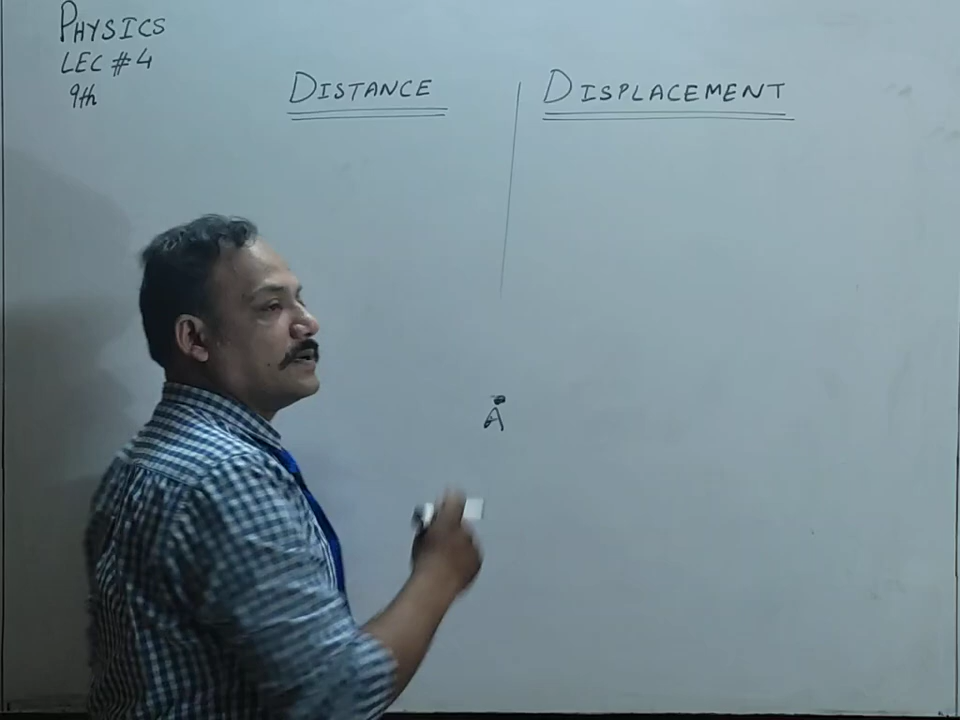 PHYSICS
LEC #4
9th
DISTANCE
DISPLACEMENT
A